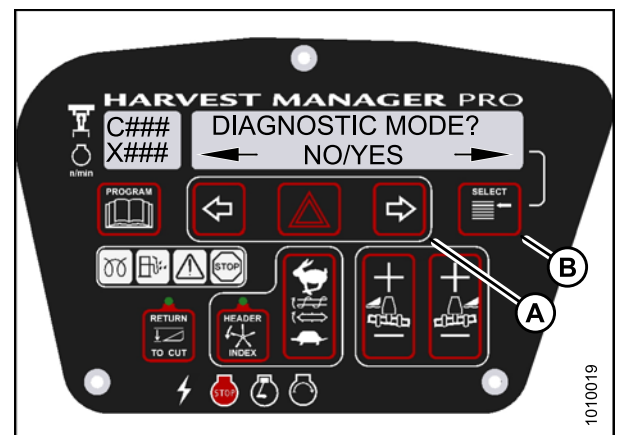 HARVEST MANAGER PRO
C###
X###
DIAGNOSTIC MODE?
NO/YES
n/min
PROGRAM
SELECT
B
STOP
A
RETURN
TO CUT
HEADER
INDEX
STOP
1010019